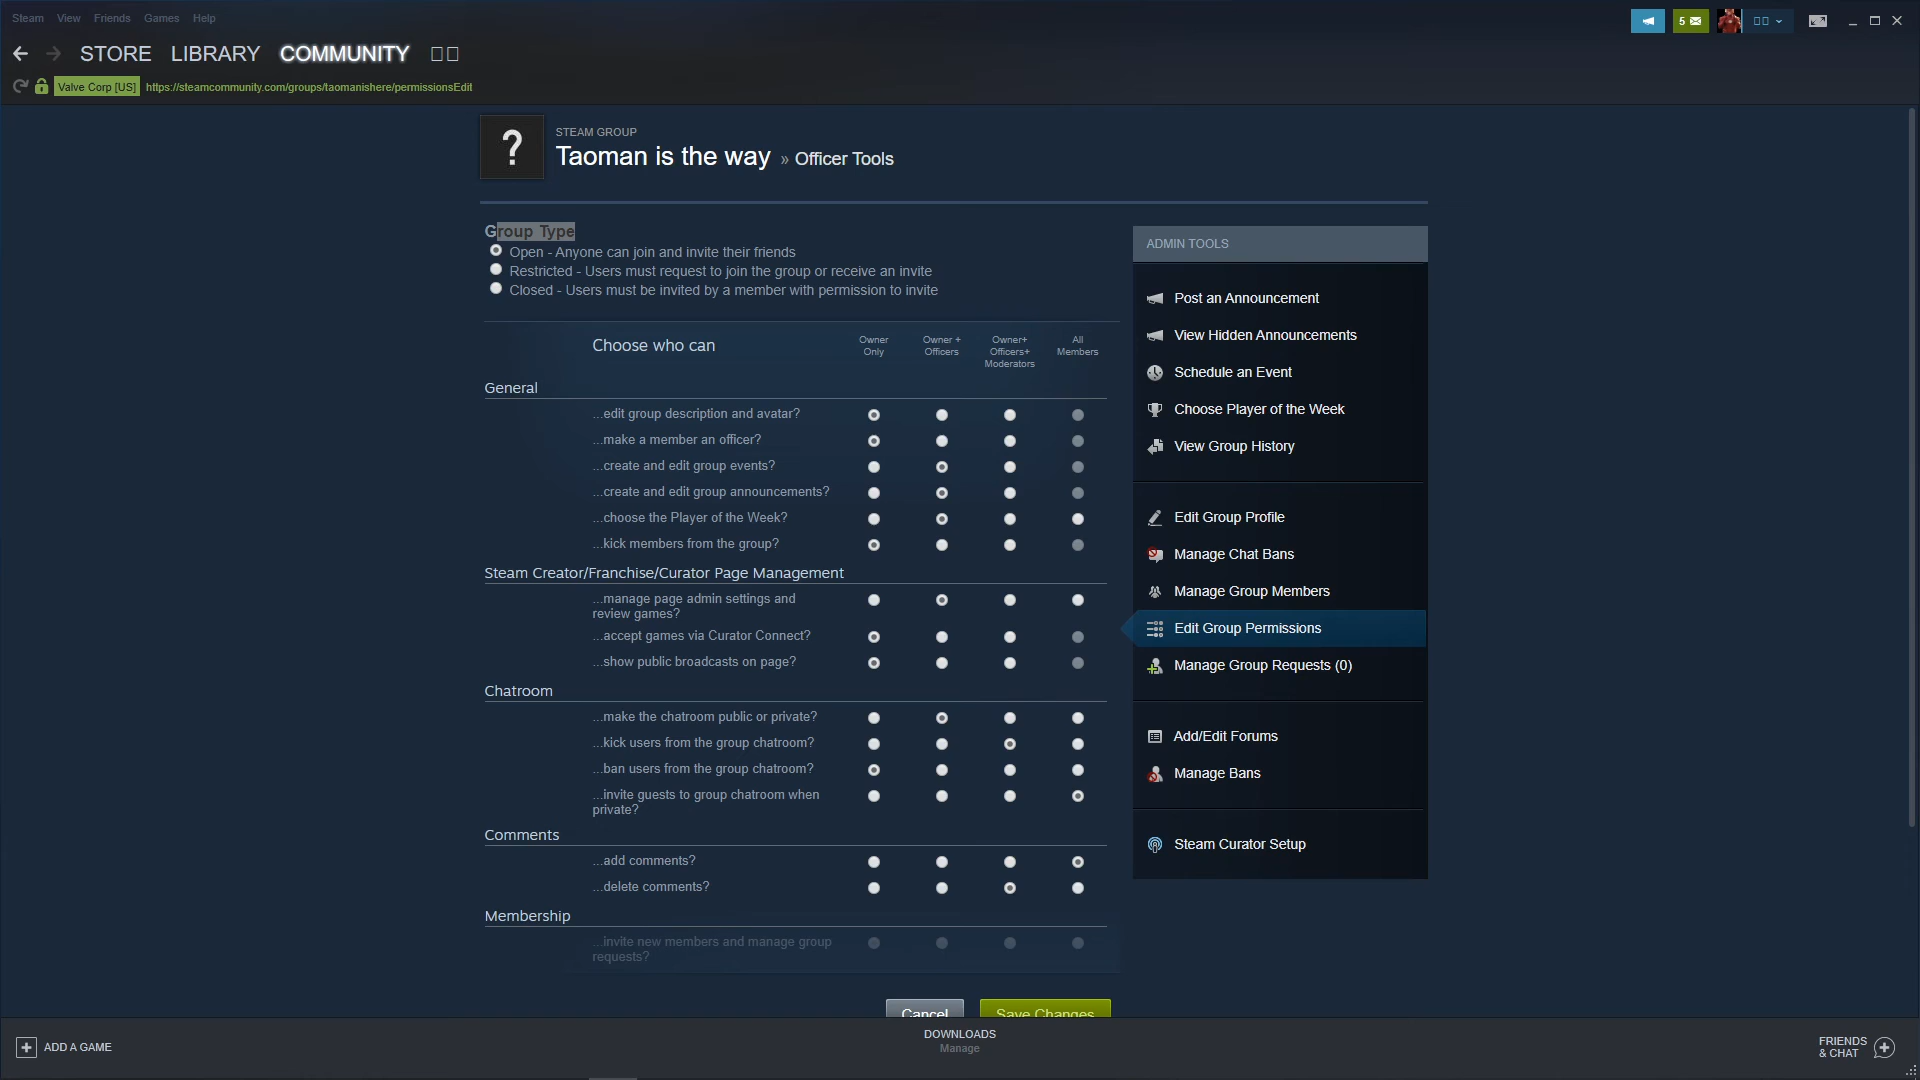 Steam View Friends Games Help
5
STORE LIBRARY COMMUNITY
Valve Corp [US] https://steamcommunity.com/groups/taomanishere/permissionsEdit
?
STEAM GROUP
Taoman is the way » Officer Tools
Group Type
Open - Anyone can join and invite their friends
Restricted - Users must request to join the group or receive an invite
Closed - Users must be invited by a member with permission to invite
Choose who can
Owner Only
Owner + Officers
Owner+ Officers+ Moderators
All Members
General
...edit group description and avatar?
...make a member an officer?
...create and edit group events?
...create and edit group announcements?
...choose the Player of the Week?
...kick members from the group?
Steam Creator/Franchise/Curator Page Management
...manage page admin settings and
review games?
...accept games via Curator Connect?
...show public broadcasts on page?
Chatroom
...make the chatroom public or private?
...kick users from the group chatroom?
...ban users from the group chatroom?
...invite guests to group chatroom when
private?
Comments
...add comments?
...delete comments?
Membership
...invite new members and manage group
requests?
Cancel Save Changes
ADMIN TOOLS
Post an Announcement
View Hidden Announcements
Schedule an Event
Choose Player of the Week
View Group History
Edit Group Profile
Manage Chat Bans
Manage Group Members
Edit Group Permissions
Manage Group Requests (0)
Add/Edit Forums
Manage Bans
Steam Curator Setup
ADD A GAME
DOWNLOADS
Manage
FRIENDS
& CHAT